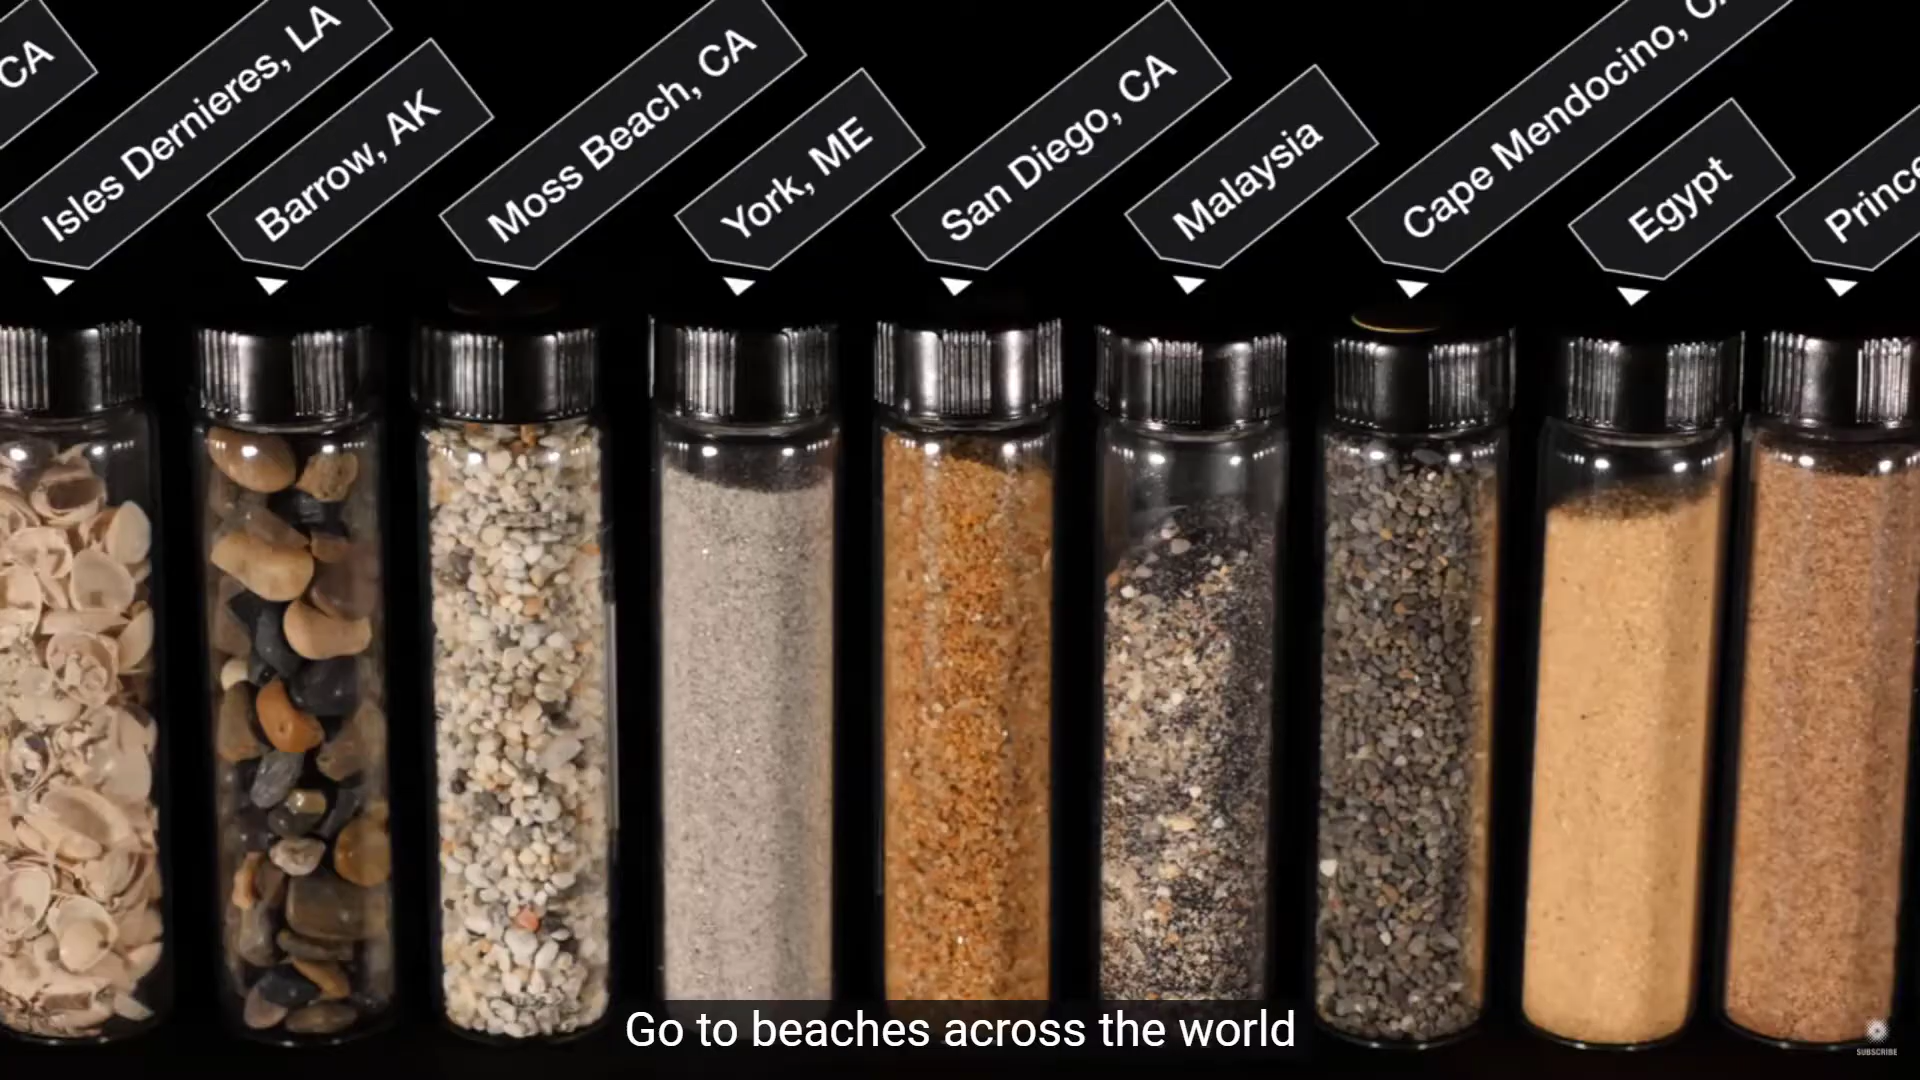 CA
Isles Dernieres, LA
Barrow, AK
Moss Beach, CA
York, ME
San Diego, CA
Malaysia
Cape Mendocino,
Egypt
Go to beaches across the world
SUBSCRIBE